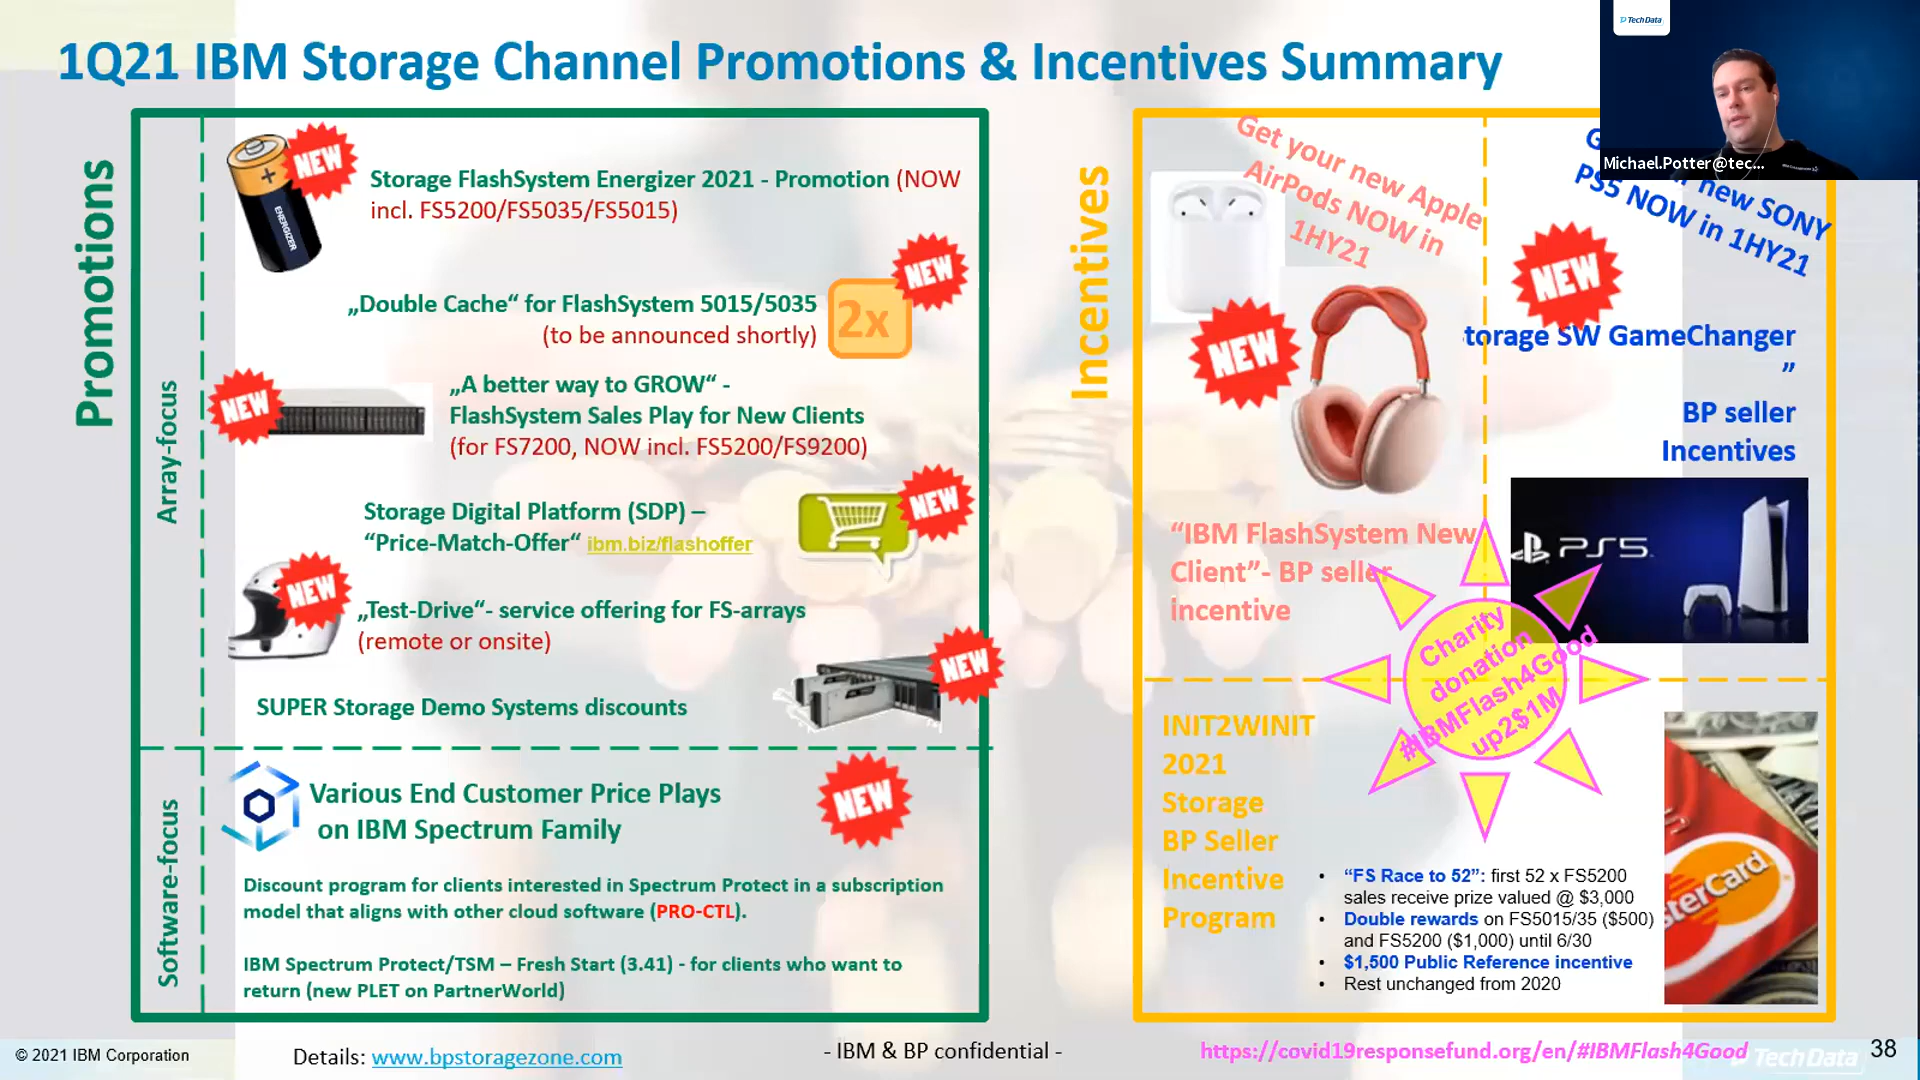 1Q21 IBM Storage Channel Promotions & Incentives Summary
TechData
Michael.Potter@tec...
Promotions
Array-focus
NEW
ENERGIZER
Storage FlashSystem Energizer 2021 - Promotion (NOW
incl. FS5200/FS5035/FS5015)
NEW
„Double Cache“ for FlashSystem 5015/5035
(to be announced shortly)
2x
NEW
„A better way to GROW“ -
FlashSystem Sales Play for New Clients
(for FS7200, NOW incl. FS5200/FS9200)
Storage Digital Platform (SDP) –
“Price-Match-Offer“ ibm.biz/flashoffer
NEW
NEW
„Test-Drive“- service offering for FS-arrays
(remote or onsite)
NEW
SUPER Storage Demo Systems discounts
Software-focus
Various End Customer Price Plays
on IBM Spectrum Family
NEW
Discount program for clients interested in Spectrum Protect in a subscription
model that aligns with other cloud software (PRO-CTL).
IBM Spectrum Protect/TSM – Fresh Start (3.41) - for clients who want to
return (new PLET on PartnerWorld)
Incentives
Get your new Apple
AirPods NOW in
1HY21
NEW
“IBM FlashSystem New
Client”- BP seller
incentive
new SONY
PS5 NOW in 1HY21
NEW
torage SW GameChanger
”
BP seller
Incentives
PS5
Charity
donation
#IBMFlash4Good
up2$1M
INIT2WINIT
2021
Storage
BP Seller
Incentive
Program
• “FS Race to 52”: first 52 x FS5200
sales receive prize valued @ $3,000
• Double rewards on FS5015/35 ($500)
and FS5200 ($1,000) until 6/30
• $1,500 Public Reference incentive
• Rest unchanged from 2020
sterCard
© 2021 IBM Corporation
Details: www.bpstoragezone.com
- IBM & BP confidential -
https://covid19responsefund.org/en/#IBMFlash4Good
TechData
38